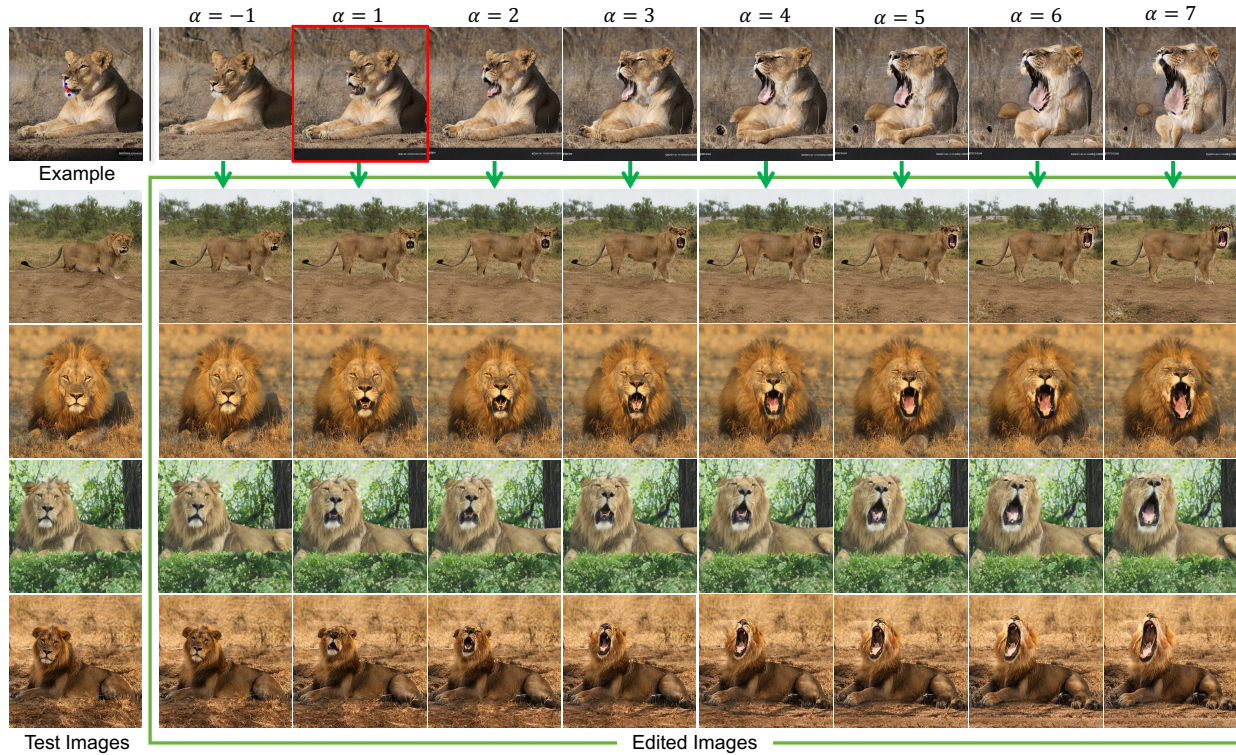 α = −1 α = 1 α = 2 α = 3 α = 4 α = 5 α = 6 α = 7
Example
Test Images
Edited Images